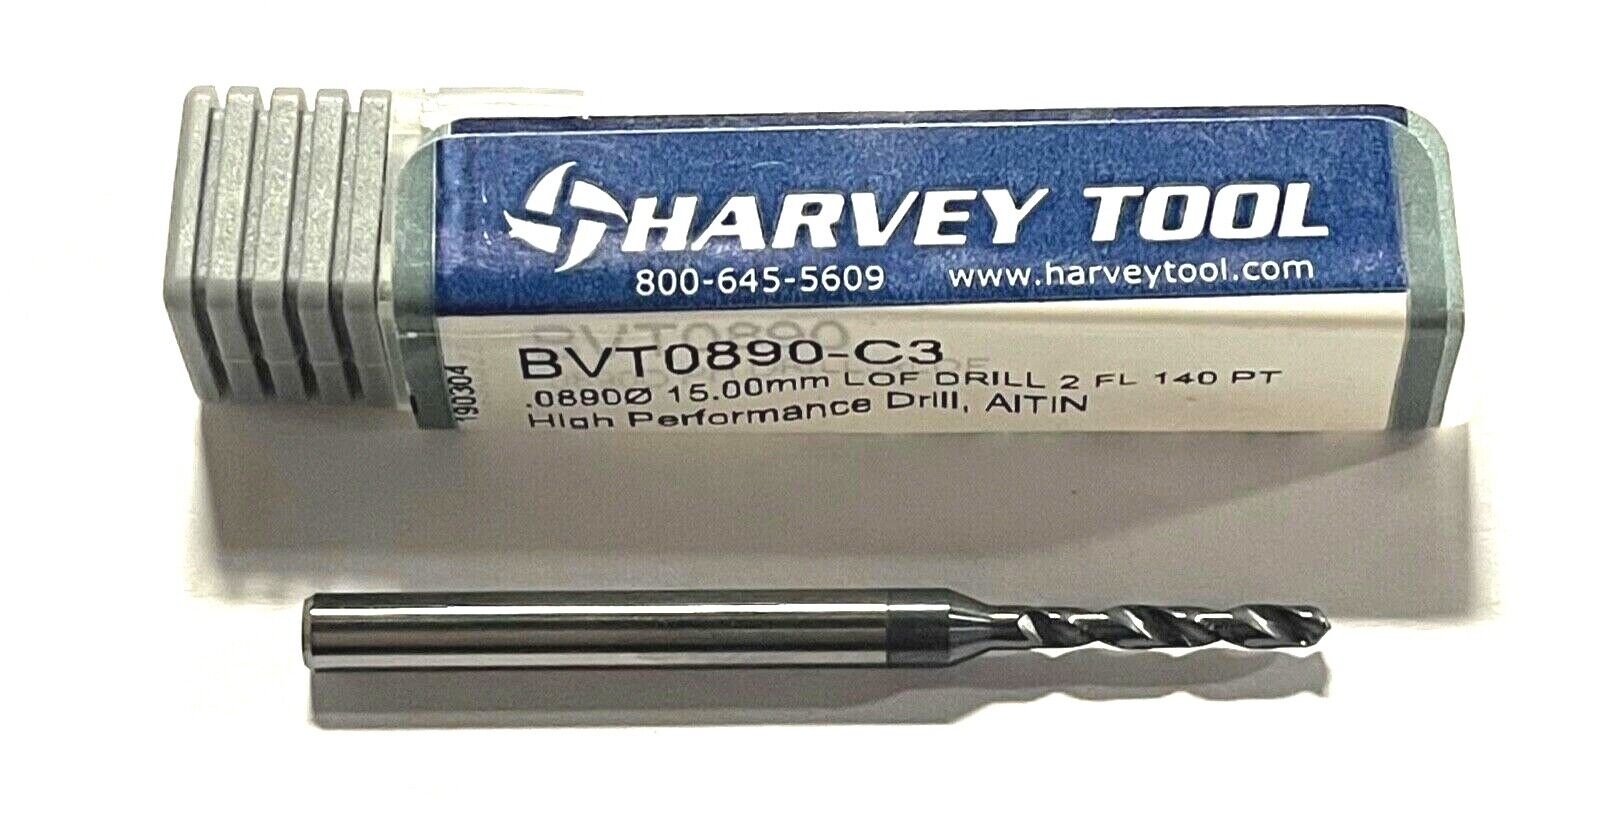 HARVEY TOOL
800-645-5609 www.harveytool.com
BVT0890-C3
.0890Ø 15.00mm LOF DRILL 2 FL 140 PT
High Performance Drill, AlTiN
190304